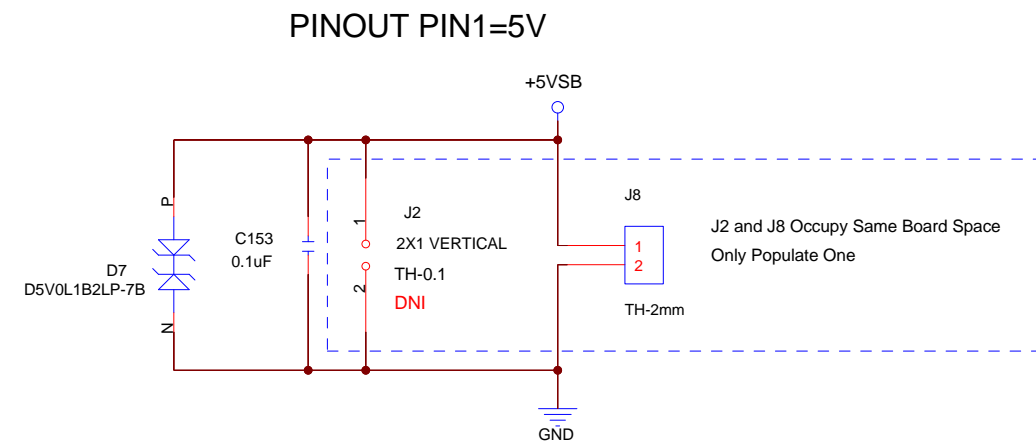 PINOUT PIN1=5V
+5VSB
P
N
D7
D5V0L1B2LP-7B
C153
0.1uF
1
2
J2
2X1 VERTICAL
TH-0.1
DNI
J8
1
2
TH-2mm
J2 and J8 Occupy Same Board Space
Only Populate One
GND